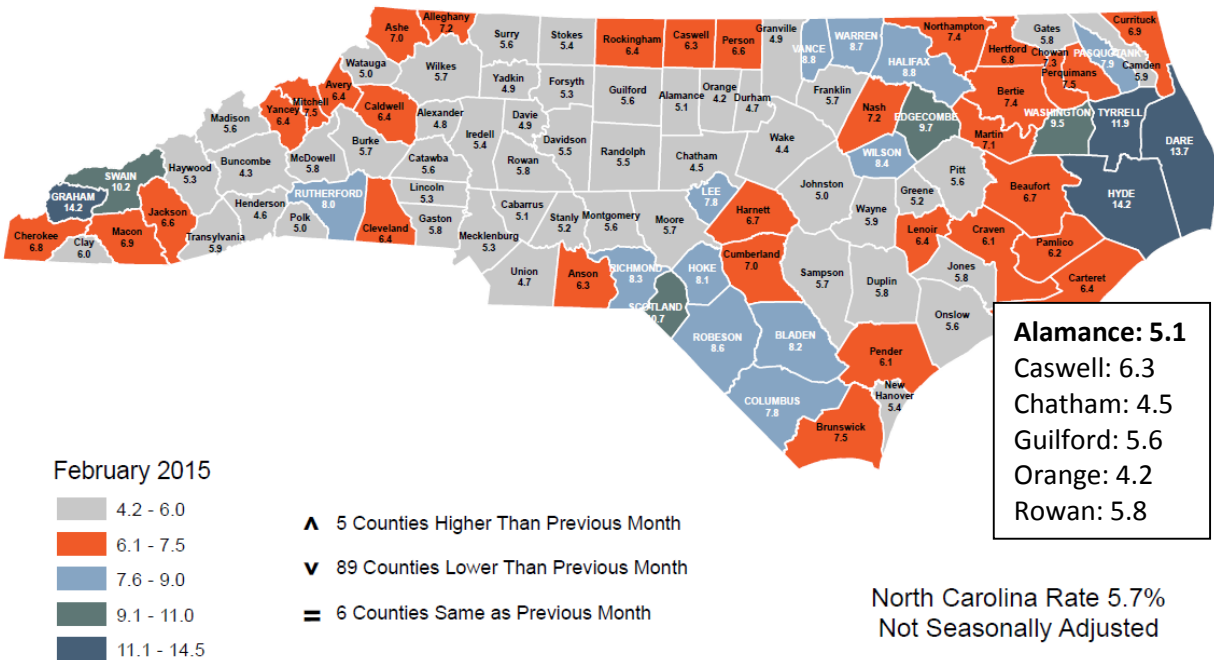 Ashe
7.0
Alleghany
7.2
Surry
5.6
Stokes
5.4
Rockingham
6.4
Caswell
6.3
Person
6.6
Granville
4.9
VANCE
8.8
WARREN
8.7
Northampton
7.4
Gates
5.8
Currituck
6.9
Hertford
6.8
Chowan
7.3
PASQUOTANK
7.9
Camden
5.9
Perquimans
7.5
HALIFAX
8.8
Bertie
7.4
Watauga
5.0
Wilkes
5.7
Yadkin
4.9
Forsyth
5.3
Guilford
5.6
Alamance
5.1
Orange
4.2
Durham
4.7
Franklin
5.7
Nash
7.2
EDGECOMBE
9.7
Martin
7.1
WASHINGTON
9.5
TYRRELL
11.9
DARE
13.7
Avery
6.4
Mitchell
7.5
Yancey
6.4
Caldwell
6.4
Alexander
4.8
Iredell
5.4
Davie
4.9
Davidson
5.5
Randolph
5.5
Chatham
4.5
Wake
4.4
WILSON
8.4
Pitt
5.6
Beaufort
6.7
HYDE
14.2
Madison
5.6
Buncombe
4.3
McDowell
5.8
Burke
5.7
Catawba
5.6
Rowan
5.8
Haywood
5.3
SWAIN
10.2
GRAHAM
14.2
Cherokee
6.8
Clay
6.0
Macon
6.9
Jackson
6.6
Transylvania
5.9
Henderson
4.6
Polk
5.0
RUTHERFORD
8.0
Cleveland
6.4
Lincoln
5.3
Gaston
5.8
Mecklenburg
5.3
Cabarrus
5.1
Stanly
5.2
Montgomery
5.6
Moore
5.7
LEE
7.8
Harnett
6.7
Johnston
5.0
Wayne
5.9
Greene
5.2
Lenoir
6.4
Craven
6.1
Pamlico
6.2
Carteret
6.4
Jones
5.8
Union
4.7
Anson
6.3
RICHMOND
8.3
SCOTLAND
10.7
HOKE
8.1
Cumberland
7.0
Sampson
5.7
Duplin
5.8
Onslow
5.6
ROBESON
8.6
BLADEN
8.2
Pender
6.1
New
Hanover
5.4
COLUMBUS
7.8
Brunswick
7.5
Alamance: 5.1
Caswell: 6.3
Chatham: 4.5
Guilford: 5.6
Orange: 4.2
Rowan: 5.8
February 2015
4.2 - 6.0
6.1 - 7.5
7.6 - 9.0
9.1 - 11.0
11.1 - 14.5
∧ 5 Counties Higher Than Previous Month
∨ 89 Counties Lower Than Previous Month
= 6 Counties Same as Previous Month
North Carolina Rate 5.7%
Not Seasonally Adjusted